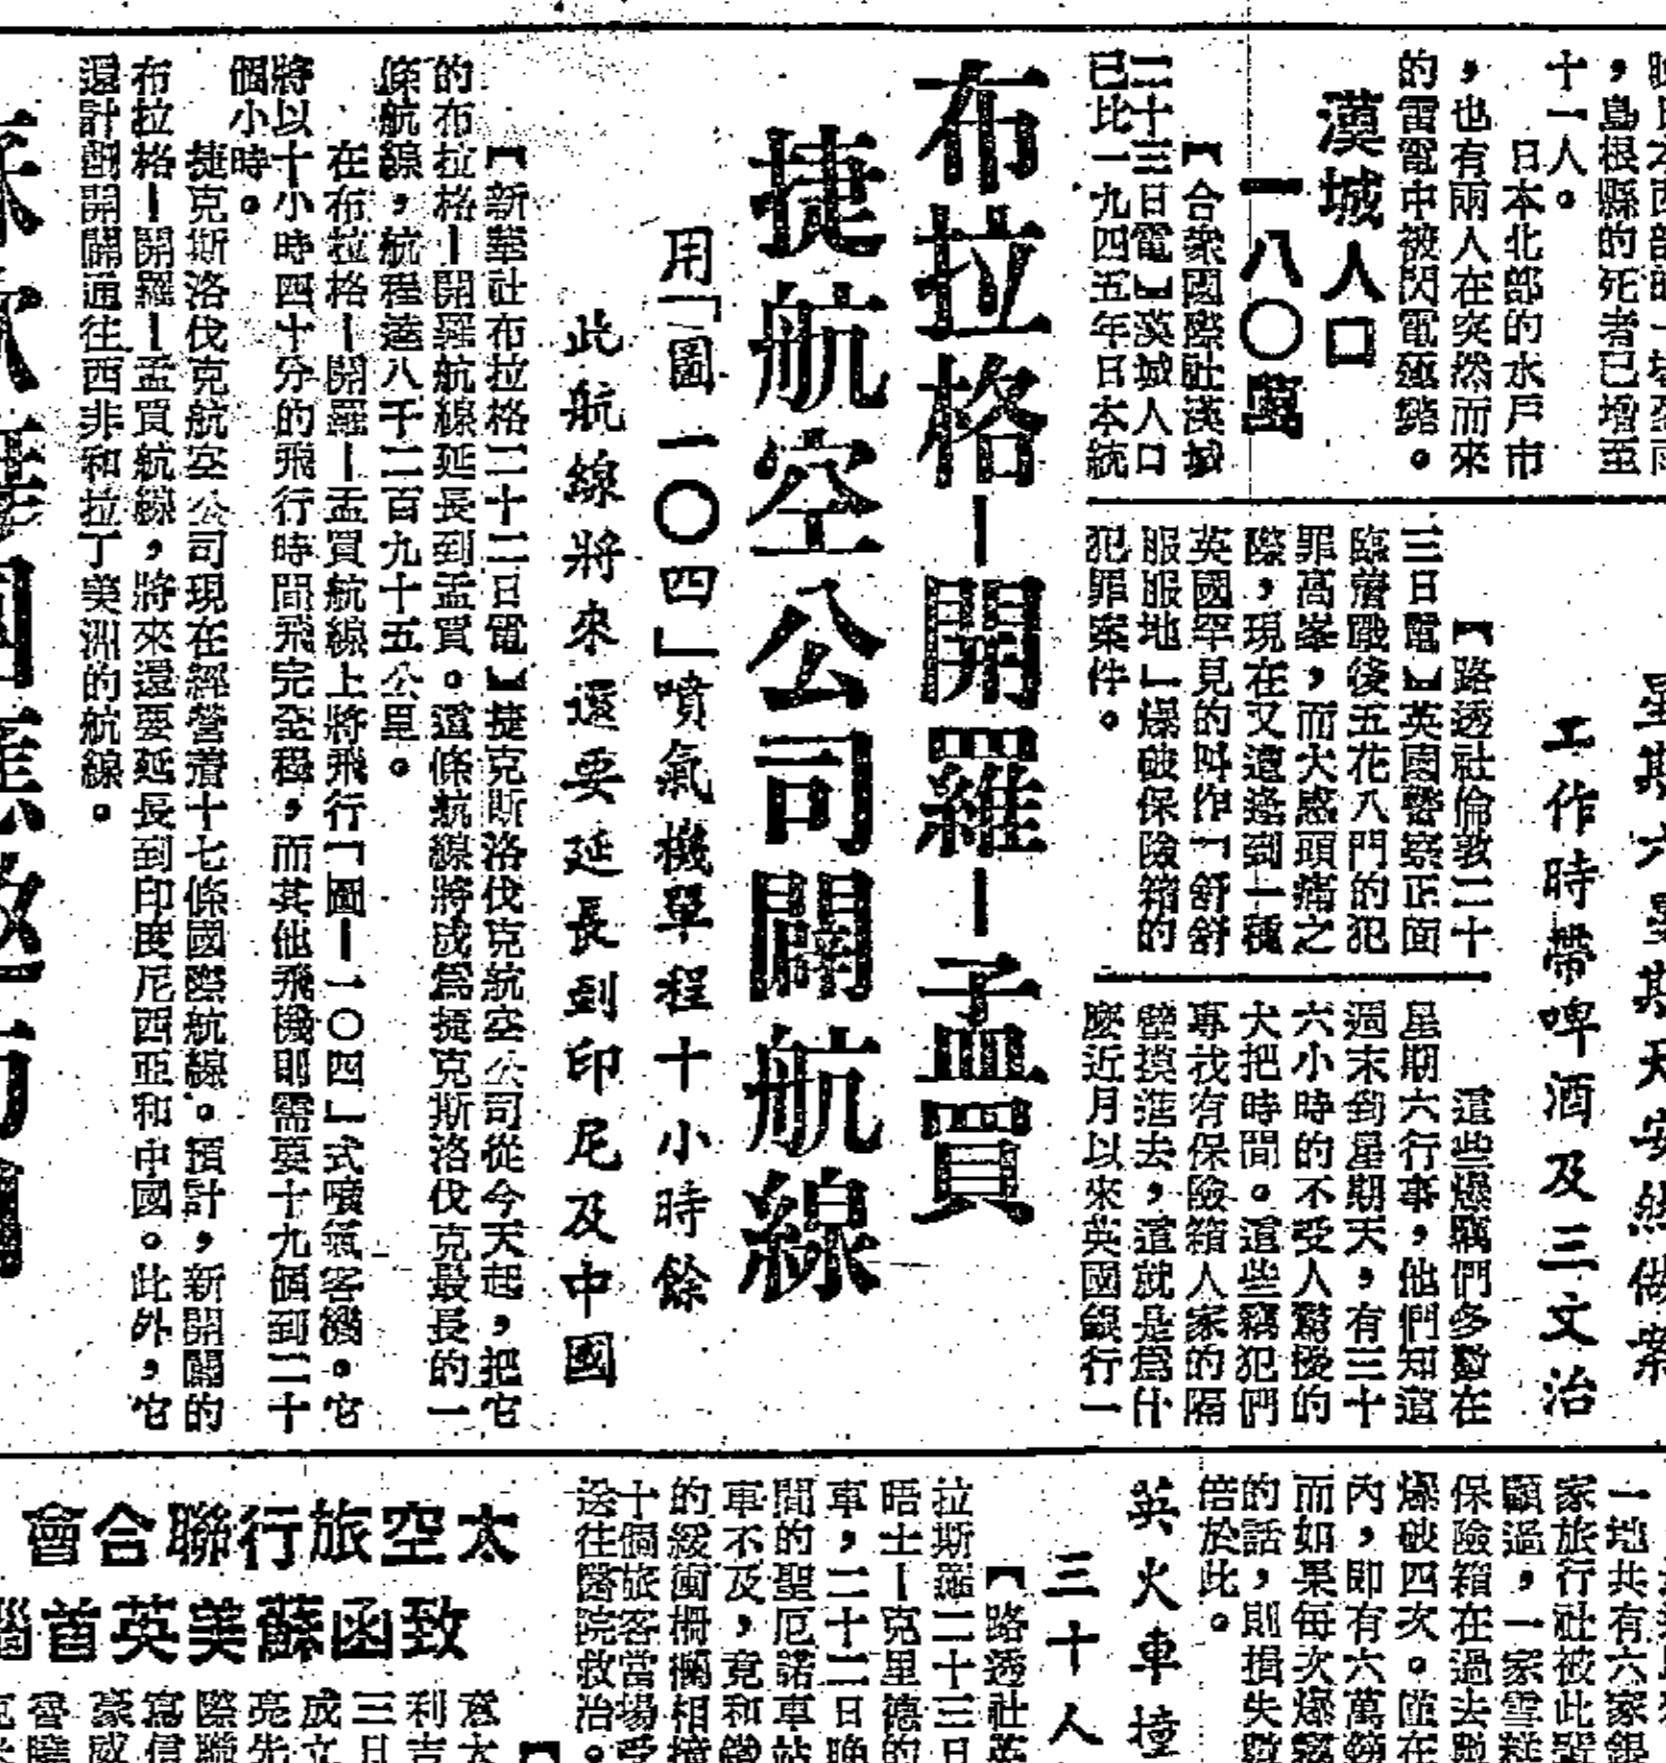 ，島根縣的死者已增至
十一人。
日本北部的水戶市
，也有兩人在突然而來
的雷電中被閃電殛斃。
漢城人口
一八〇萬
【合衆國際社漢城
二十三日電】漢城人口
已比一九四五年日本統
工作時帶啤酒及三文治
【路透社倫敦二十
三日電】英國警察正面
臨着戰後五花八門的犯
罪高峯，而大感頭痛之
際，現在又遭逢到一種
英國罕見的叫作「舒舒
服服地」爆破保險箱的
犯罪案件。
這些爆竊們多數在
星期六行事，他們知道
週末到星期天，有三十
六小時的不受人驚擾的
大把時間。這些竊犯們
專找有保險箱人家的隔
壁摸進去，這就是爲什
麼近月以來英國銀行一
布拉格－開羅－孟買
捷航空公司闢航線
用「圖一〇四」噴氣機單程十小時餘
此航線將來還要延長到印尼及中國
【新華社布拉格二十二日電】捷克斯洛伐克航空公司從今天起，把它
的布拉格－開羅航線延長到孟買。這條航線將成爲捷克斯洛伐克最長的一
條航線，航程達八千二百九十五公里。
在布拉格－開羅－孟買航線上將飛行「圖－一〇四」式噴氣客機。它
將以十小時四十分的飛行時間飛完全程，而其他飛機則需要十九個到二十
個小時。
捷克斯洛伐克航空公司現在經營着十七條國際航線。預計，新開闢的
布拉格－開羅－孟買航線，將來還要延長到印度尼西亞和中國。此外，它
還計劃開闢通往西非和拉丁美洲的航線。
一地共有六家銀
家旅行社被此
顧過，一家雪
保險箱在過去
爆破四次。
內，即有六萬鎊
而如果每次爆竊
的話，則損失
倍於此。
英火車撞
三十人
【路透社英
拉斯羅二十三日
晤士－克里德的
車，二十二日晚
間的聖厄諾車站
車不及，竟和鐵
的緩衝柵欄相撞
十個旅客當場受
送往醫院救治。
太空旅行聯合會
致函蘇美英首腦
意大
利吉
三日
成立
亮先
際聯
寫信
豪威
魯曉